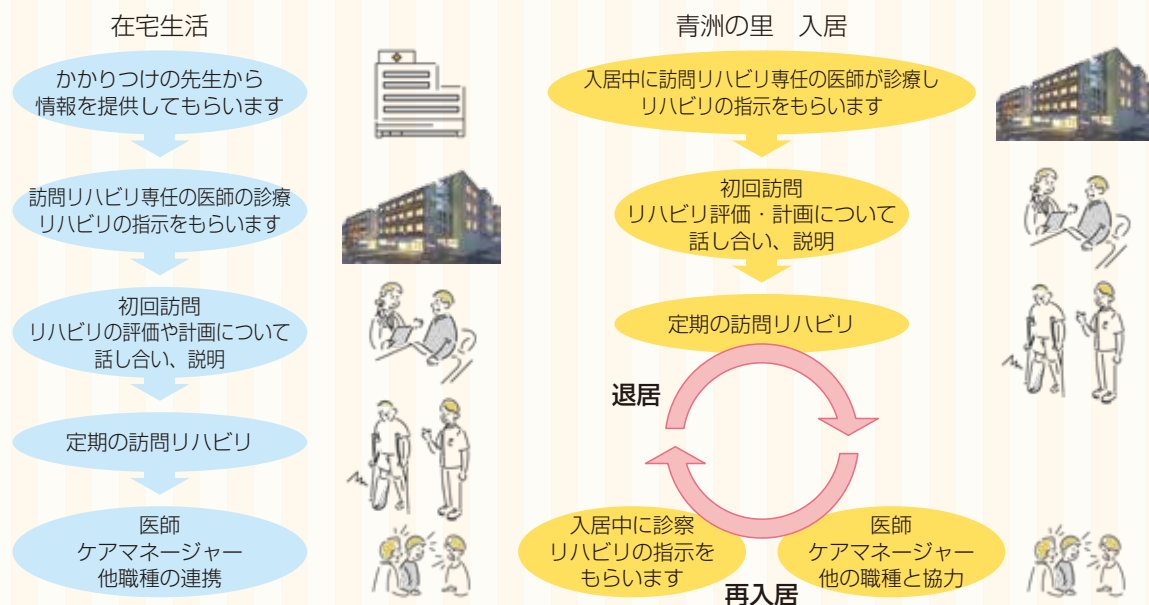 在宅生活
かかりつけの先生から
情報を提供してもらいます
訪問リハビリ専任の医師の診療
リハビリの指示をもらいます
初回訪問
リハビリの評価や計画について
話し合い、説明
定期の訪問リハビリ
医師
ケアマネージャー
他職種の連携
青洲の里　入居
入居中に訪問リハビリ専任の医師が診療し
リハビリの指示をもらいます
初回訪問
リハビリ評価・計画について
話し合い、説明
定期の訪問リハビリ
退居
入居中に診察
リハビリの指示を
もらいます
医師
ケアマネージャー
他の職種と協力
再入居